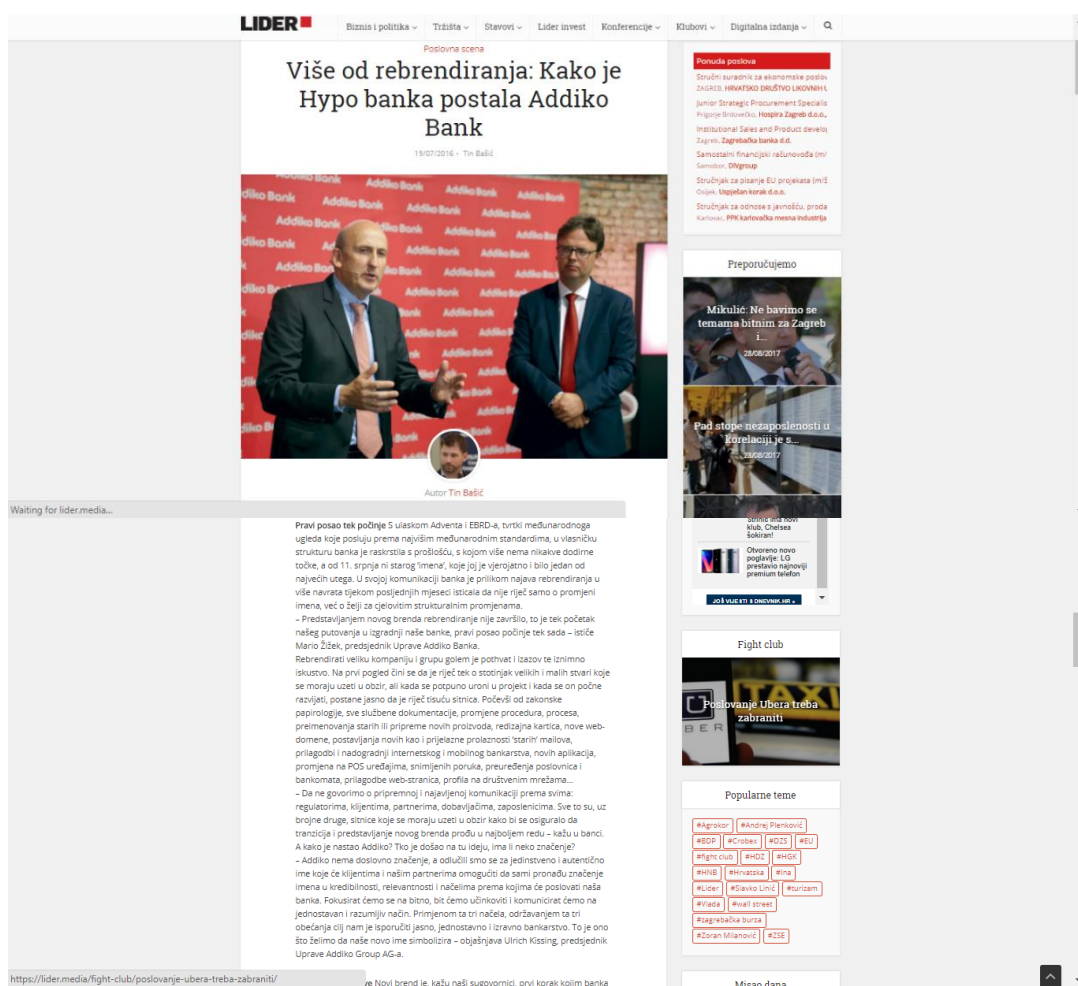 LIDER
Biznis i politika
Tržišta
Stavovi
Lider invest
Konferencije
Klubovi
Digitalna izdanja
Poslovna scena
Više od rebrendiranja: Kako je
Hypo banka postala Addiko
Bank
19/07/2016 • Tin Bašić
Addiko Bank
Autor Tin Bašić
Waiting for lider.media...
Pravi posao tek počinje S ulaskom Adventa i EBRD-a, tvrtki međunarodnoga
ugleda koje posluju prema najvišim međunarodnim standardima, u vlasničku
strukturu banka je raskrstila s prošlošću, s kojom više nema nikakve dodirne
točke, a od 11. srpnja ni starog 'imena', koje joj je vjerojatno i bilo jedan od
najvećih utega. U svojoj komunikaciji banka je prilikom najava rebrendiranja u
više navrata tijekom posljednjih mjeseci isticala da nije riječ samo o promjeni
imena, već o želji za cjelovitim strukturalnim promjenama.
– Predstavljanjem novog brenda rebrendiranje nije završilo, to je tek početak
našeg putovanja u izgradnji naše banke, pravi posao počinje tek sada – ističe
Mario Žižek, predsjednik Uprave Addiko Banka.
Rebrendirati veliku kompaniju i grupu golem je pothvat i izazov te iznimno
iskustvo. Na prvi pogled čini se da je riječ tek o stotinjak velikih i malih stvari koje
se moraju uzeti u obzir, ali kada se potpuno uroni u projekt i kada se on počne
razvijati, postane jasno da je riječ tisuću sitnica. Počevši od zakonske
papirologije, sve službene dokumentacije, promjene procedura, procesa,
preimenovanja starih ili pripreme novih proizvoda, redizajna kartica, nove web-
domene, postavljanja novih kao i prijelazne prolaznosti 'starih' mailova,
prilagodbi i nadogradnji internetskog i mobilnog bankarstva, novih aplikacija,
promjena na POS uređajima, snimljenih poruka, preuređenja poslovnica i
bankomata, prilagodbe web-stranica, profila na društvenim mrežama...
– Da ne govorimo o pripremnoj i najavljenoj komunikaciji prema svima:
regulatorima, klijentima, partnerima, dobavljačima, zaposlenicima. Sve to su, uz
brojne druge, sitnice koje se moraju uzeti u obzir kako bi se osiguralo da
tranzicija i predstavljanje novog brenda prođu u najboljem redu – kažu u banci.
A kako je nastao Addiko? Tko je došao na tu ideju, ima li neko značenje?
– Addiko nema doslovno značenje, a odlučili smo se za jedinstveno i autentično
ime koje će klijentima i našim partnerima omogućiti da sami pronađu značenje
imena u kredibilnosti, relevantnosti i načelima prema kojima će poslovati naša
banka. Fokusirat ćemo se na bitno, bit ćemo učinkoviti i komunicirat ćemo na
jednostavan i razumljiv način. Primjenom ta tri načela, održavanjem ta tri
obećanja cilj nam je isporučiti jasno, jednostavno i izravno bankarstvo. To je ono
što želimo da naše novo ime simbolizira – objašnjava Ulrich Kissing, predsjednik
Uprave Addiko Group AG-a.
ve Novi brend je, kažu naši sugovornici, prvi korak kojim banka
https://lider.media/fight-club/poslovanje-ubera-treba-zabraniti/
Ponuda poslova
Stručni suradnik za ekonomske poslov
ZAGREB, HRVATSKO DRUŠTVO LIKOVNIH U
Junior Strategic Procurement Specialis
Prigorje Brdovečko, Hospira Zagreb d.o.o.,
Institutional Sales and Product develop
Zagreb, Zagrebačka banka d.d.
Samostalni financijski računovođa (m/
Samobor, DIVgroup
Stručnjak za pisanje EU projekata (m/ž
Osijek, Uspješan korak d.o.o.
Stručnjak za odnose s javnošću, proda
Karlovac, PPK karlovačka mesna industrija
Preporučujemo
Mikulić: Ne bavimo se
temama bitnim za Zagreb
i...
28/08/2017
Pad stope nezaposlenosti u
korelaciji je s...
28/08/2017
Strinić ima novi
klub, Chelsea
šokiran!
Otvoreno novo
poglavlje: LG
prestavio najnoviji
premium telefon
JOŠ VIJESTI S DNEVNIK.HR »
Fight club
TAXI
UBER
Poslovanje Ubera treba
zabraniti
Popularne teme
#Agrokor #Andrej Plenković
#BDP #Crobex #DZS #EU
#fight club #HDZ #HGK
#HNB #Hrvatska #Ina
#Lider #Slavko Linić #turizam
#Vlada #wall street
#zagrebačka burza
#Zoran Milanović #ZSE
Misao dana